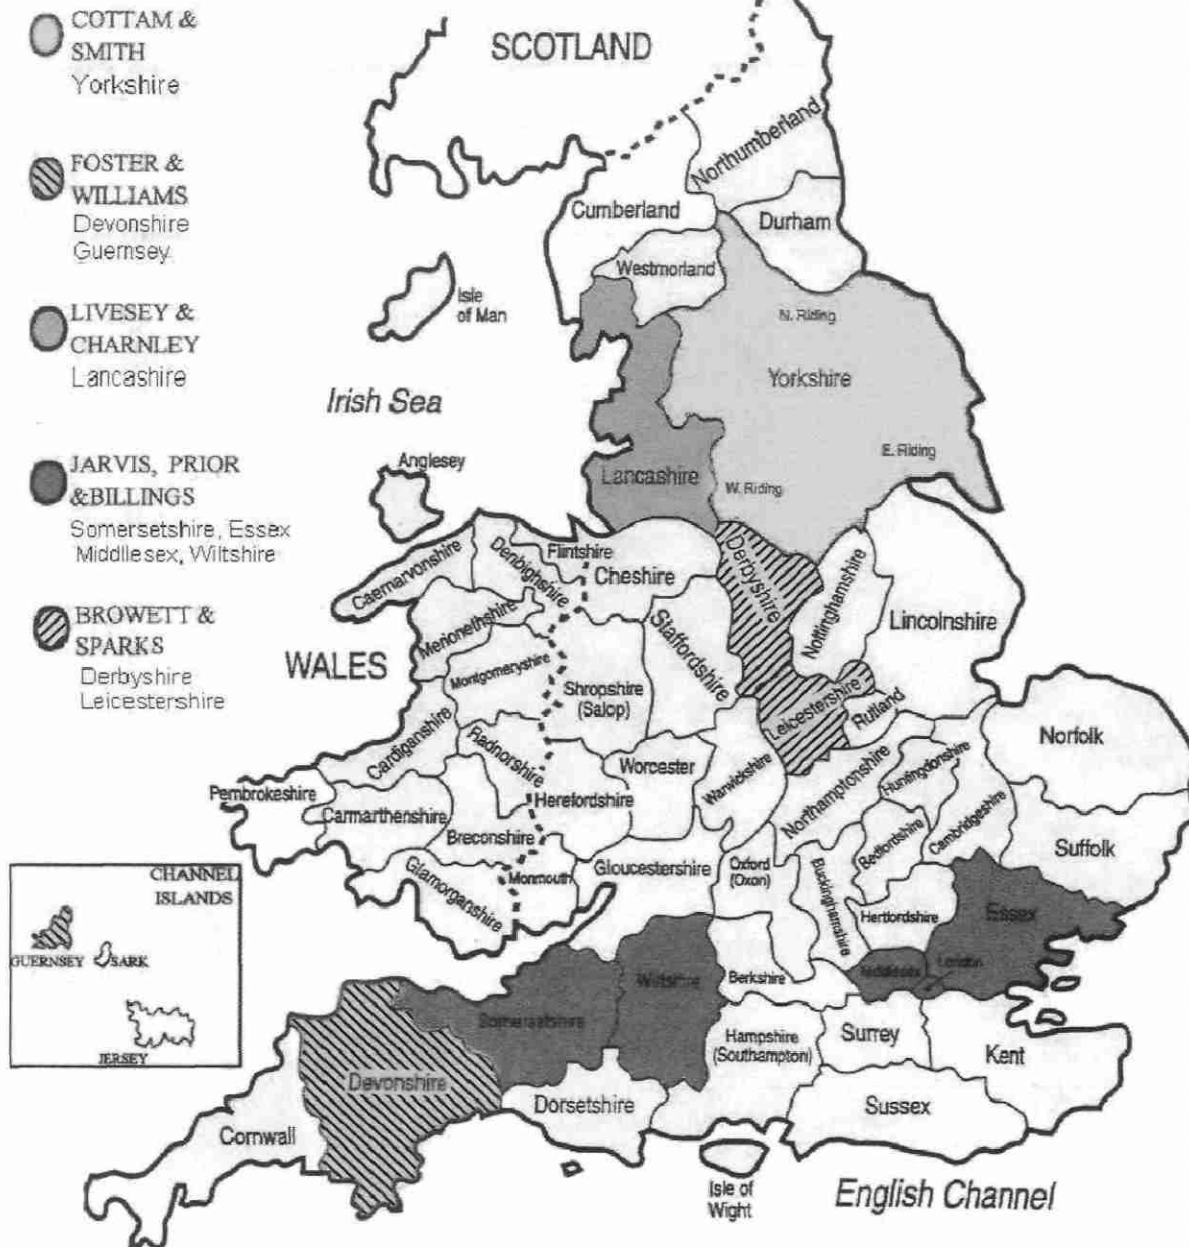 COTTAM &
SMITH
Yorkshire
FOSTER &
WILLIAMS
Devonshire
Guernsey
LIVESEY &
CHARNLEY
Lancashire
JARVIS, PRIOR
&BILLINGS
Somersetshire, Essex
Middlesex, Wiltshire
BROWETT &
SPARKS
Derbyshire
Leicestershire
SCOTLAND
Northumberland
Cumberland
Durham
Westmorland
Isle
of Man
N. Riding
Yorkshire
Irish Sea
E. Riding
Anglesey
Lancashire
W. Riding
Flintshire
Caernarvonshire
Denbighshire
Cheshire
Derbyshire
Nottinghamshire
Lincolnshire
Merionethshire
Staffordshire
WALES
Montgomeryshire
Shropshire
(Salop)
Leicestershire
Rutland
Norfolk
Cardiganshire
Radnorshire
Worcester
Warwickshire
Northamptonshire
Huntingdonshire
Pembrokeshire
Herefordshire
Carmarthenshire
Breconshire
Bedfordshire
Cambridgeshire
Suffolk
Glamorganshire
Monmouth
Gloucestershire
Oxford
(Oxon)
Buckinghamshire
Hertfordshire
Essex
CHANNEL
ISLANDS
GUERNSEY
SARK
JERSEY
Wiltshire
Berkshire
Middlesex
London
Somersetshire
Hampshire
(Southampton)
Surrey
Kent
Devonshire
Dorsetshire
Sussex
Cornwall
Isle of
Wight
English Channel